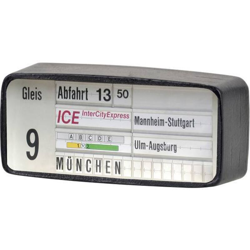 Gleis Abfahrt 13 50
ICE InterCityExpress
Mannheim-Stuttgart
A B C D E
9
Ulm-Augsburg
MÜNCHEN